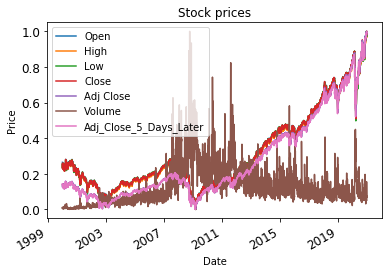 Stock prices
Open
High
Low
Close
Adj Close
Volume
Adj_Close_5_Days_Later
1.0
0.8
0.6
0.4
0.2
0.0
Price
1999
2003
2007
2011
2015
2019
Date